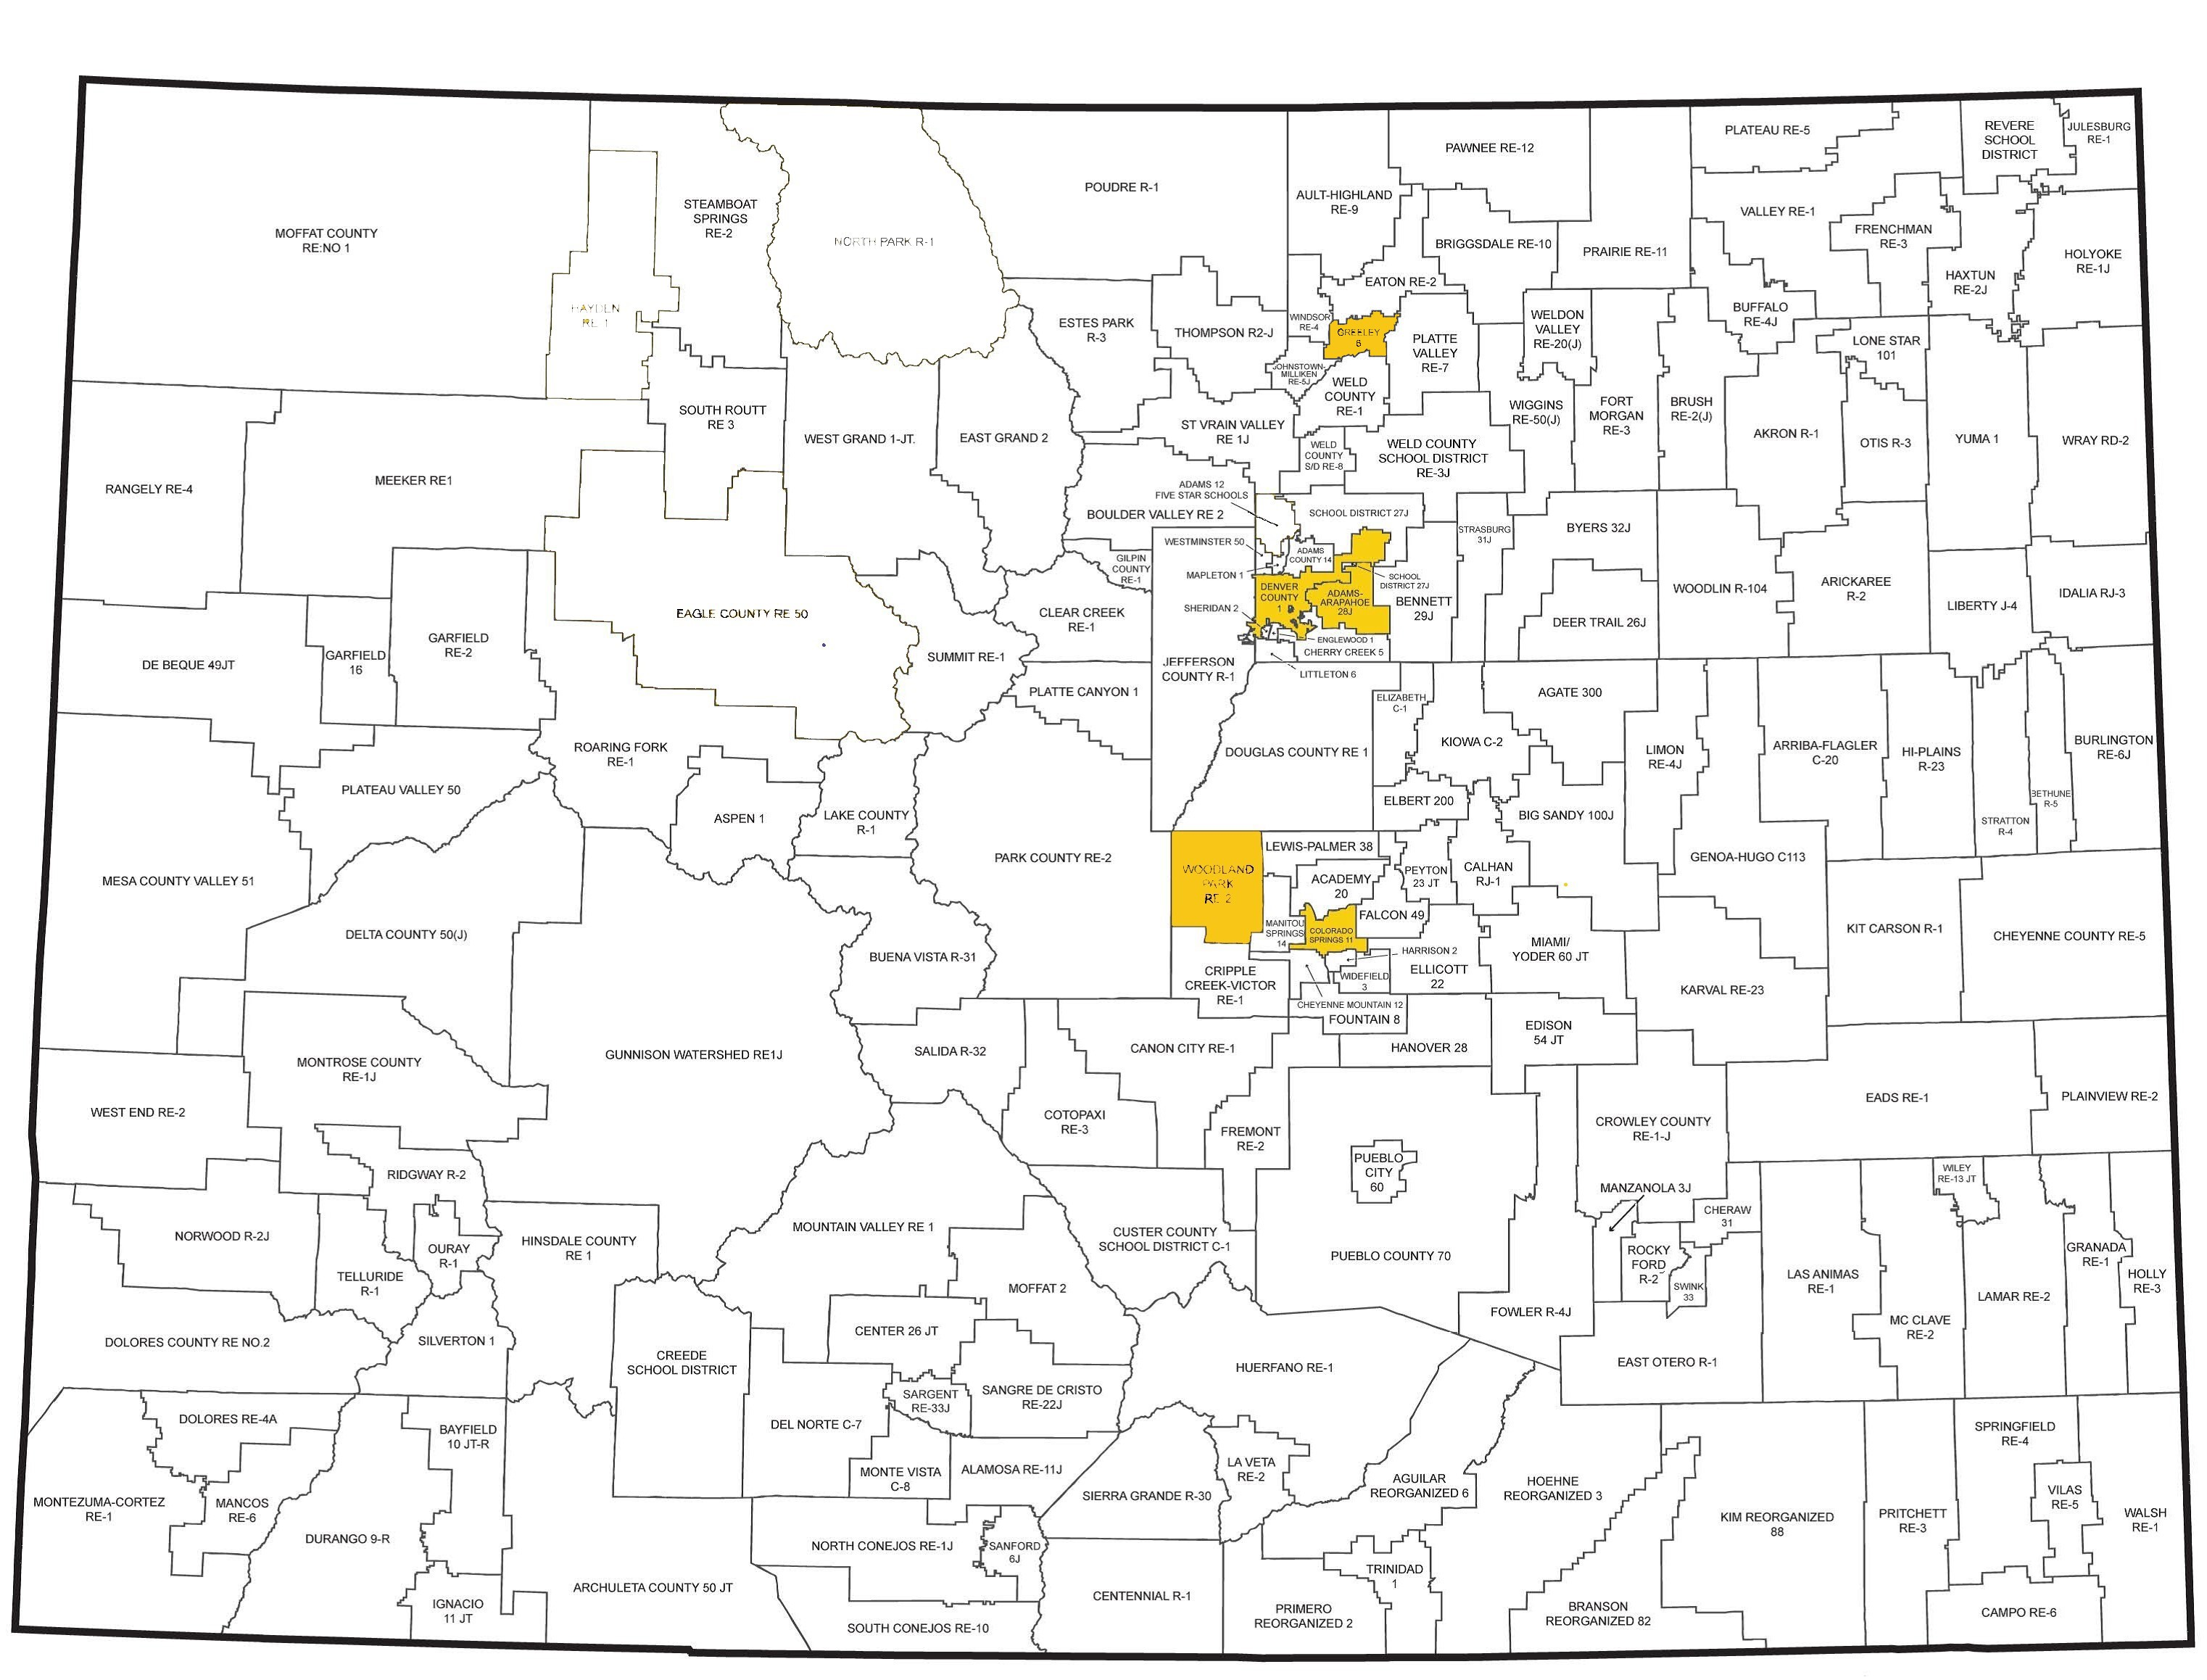 PLATEAU RE-5
REVERE
SCHOOL
DISTRICT
JULESBURG
RE-1
PAWNEE RE-12
POUDRE R-1
AULT-HIGHLAND
RE-9
STEAMBOAT
SPRINGS
RE-2
MOFFAT COUNTY
RE:NO 1
NORTH PARK R-1
VALLEY RE-1
FRENCHMAN
RE-3
BRIGGSDALE RE-10
PRAIRIE RE-11
HOLYOKE
RE-1J
HAXTUN
RE-2J
EATON RE-2
HAYDEN
RE 1
ESTES PARK
R-3
THOMPSON R2-J
WINDSOR
RE-4
GREELEY
6
PLATTE
VALLEY
RE-7
WELDON
VALLEY
RE-20(J)
BUFFALO
RE-4J
LONE STAR
101
JOHNSTOWN-
MILLIKEN
RE-5J
WELD
COUNTY
RE-1
SOUTH ROUTT
RE 3
WEST GRAND 1-JT.
EAST GRAND 2
ST VRAIN VALLEY
RE 1J
WIGGINS
RE-50(J)
FORT
MORGAN
RE-3
BRUSH
RE-2(J)
AKRON R-1
OTIS R-3
YUMA 1
WRAY RD-2
WELD
COUNTY
S/D RE-8
WELD COUNTY
SCHOOL DISTRICT
RE-3J
RANGELY RE-4
MEEKER RE1
ADAMS 12
FIVE STAR SCHOOLS
BOULDER VALLEY RE 2
SCHOOL DISTRICT 27J
STRASBURG
31J
BYERS 32J
WESTMINSTER 50
ADAMS
COUNTY 14
GILPIN
COUNTY
RE-1
MAPLETON 1
SCHOOL
DISTRICT 27J
DENVER
COUNTY
1
ADAMS-
ARAPAHOE
28J
BENNETT
29J
WOODLIN R-104
ARICKAREE
R-2
LIBERTY J-4
IDALIA RJ-3
SHERIDAN 2
CLEAR CREEK
RE-1
EAGLE COUNTY RE 50
DEER TRAIL 26J
ENGLEWOOD 1
CHERRY CREEK 5
LITTLETON 6
GARFIELD
RE-2
DE BEQUE 49JT
GARFIELD
16
SUMMIT RE-1
JEFFERSON
COUNTY R-1
PLATTE CANYON 1
ELIZABETH
C-1
AGATE 300
ROARING FORK
RE-1
DOUGLAS COUNTY RE 1
KIOWA C-2
LIMON
RE-4J
ARRIBA-FLAGLER
C-20
HI-PLAINS
R-23
BURLINGTON
RE-6J
PLATEAU VALLEY 50
ELBERT 200
BETHUNE
R-5
ASPEN 1
LAKE COUNTY
R-1
BIG SANDY 100J
STRATTON
R-4
PARK COUNTY RE-2
LEWIS-PALMER 38
GENOA-HUGO C113
MESA COUNTY VALLEY 51
WOODLAND
PARK
RE 2
ACADEMY
20
PEYTON
23 JT
CALHAN
RJ-1
FALCON 49
DELTA COUNTY 50(J)
MANITOU
SPRINGS
14
COLORADO
SPRINGS 11
KIT CARSON R-1
CHEYENNE COUNTY RE-5
MIAMI/
YODER 60 JT
BUENA VISTA R-31
HARRISON 2
CRIPPLE
CREEK-VICTOR
RE-1
WIDEFIELD
3
ELLICOTT
22
KARVAL RE-23
CHEYENNE MOUNTAIN 12
FOUNTAIN 8
EDISON
54 JT
GUNNISON WATERSHED RE1J
SALIDA R-32
CANON CITY RE-1
HANOVER 28
MONTROSE COUNTY
RE-1J
WEST END RE-2
COTOPAXI
RE-3
FREMONT
RE-2
EADS RE-1
PLAINVIEW RE-2
CROWLEY COUNTY
RE-1-J
PUEBLO
CITY
60
RIDGWAY R-2
WILEY
RE-13 JT
MANZANOLA 3J
CHERAW
31
NORWOOD R-2J
OURAY
R-1
HINSDALE COUNTY
RE 1
MOUNTAIN VALLEY RE 1
CUSTER COUNTY
SCHOOL DISTRICT C-1
PUEBLO COUNTY 70
ROCKY
FORD
R-2
SWINK
33
GRANADA
RE-1
HOLLY
RE-3
TELLURIDE
R-1
MOFFAT 2
LAS ANIMAS
RE-1
LAMAR RE-2
FOWLER R-4J
MC CLAVE
RE-2
DOLORES COUNTY RE NO.2
SILVERTON 1
CENTER 26 JT
CREEDE
SCHOOL DISTRICT
HUERFANO RE-1
EAST OTERO R-1
SARGENT
RE-33J
SANGRE DE CRISTO
RE-22J
DOLORES RE-4A
BAYFIELD
10 JT-R
DEL NORTE C-7
SPRINGFIELD
RE-4
MONTE VISTA
C-8
ALAMOSA RE-11J
LA VETA
RE-2
SIERRA GRANDE R-30
AGUILAR
REORGANIZED 6
HOEHNE
REORGANIZED 3
VILAS
RE-5
MONTEZUMA-CORTEZ
RE-1
MANCOS
RE-6
KIM REORGANIZED
88
PRITCHETT
RE-3
WALSH
RE-1
DURANGO 9-R
NORTH CONEJOS RE-1J
SANFORD
6J
TRINIDAD
1
ARCHULETA COUNTY 50 JT
CENTENNIAL R-1
IGNACIO
11 JT
PRIMERO
REORGANIZED 2
BRANSON
REORGANIZED 82
CAMPO RE-6
SOUTH CONEJOS RE-10